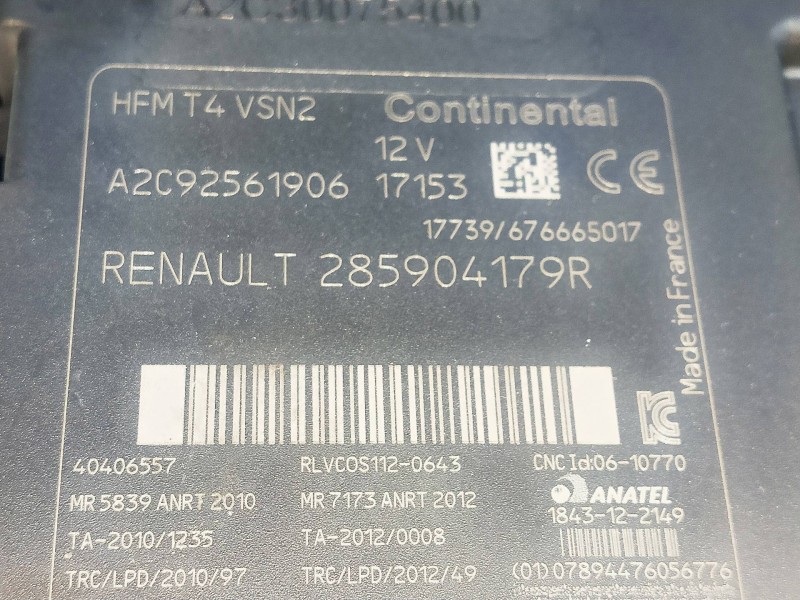 A2C30075400
HFM T4 VSN2
Continental
12 V
A2C92561906 17153
CE
17739/676665017
RENAULT 285904179R
Made in France
40406557 RLVCOS112-0643 CNC Id:06-10770
MR 5839 ANRT 2010 MR 7173 ANRT 2012 ANATEL
1843-12-2149
TA-2010/1235 TA-2012/0008
TRC/LPD/2010/97 TRC/LPD/2012/49 (01)07894476056776